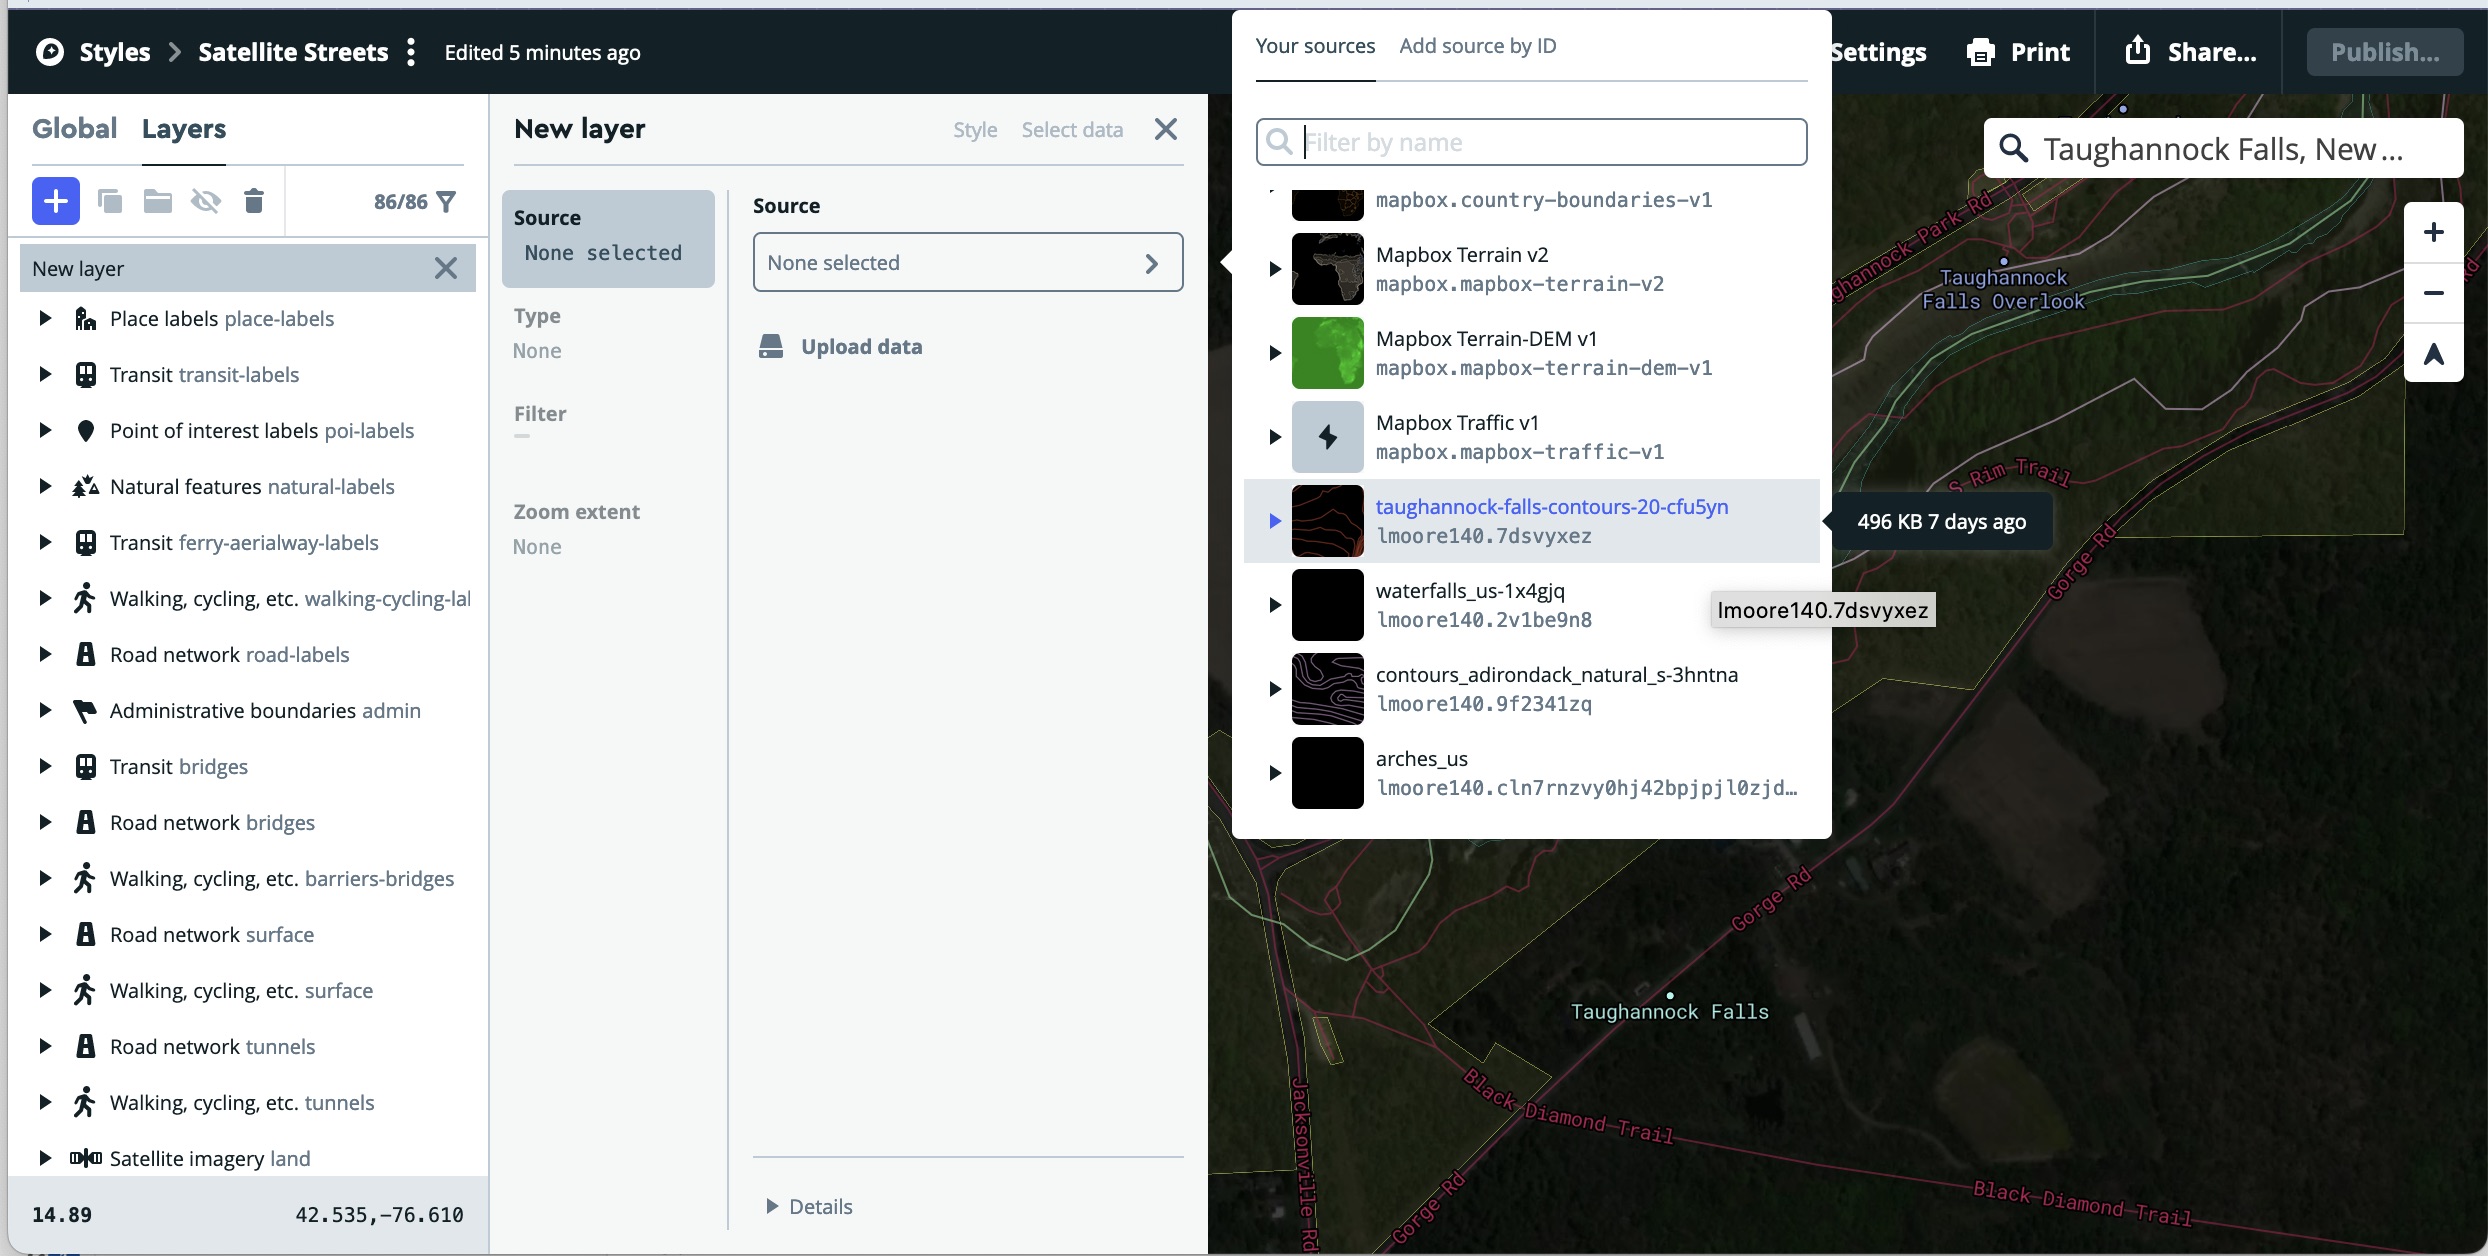 Styles > Satellite Streets Edited 5 minutes ago
Settings Print Share... Publish...
Global Layers
86/86
New layer
Place labels place-labels
Transit transit-labels
Point of interest labels poi-labels
Natural features natural-labels
Transit ferry-aerialway-labels
Walking, cycling, etc. walking-cycling-lal
Road network road-labels
Administrative boundaries admin
Transit bridges
Road network bridges
Walking, cycling, etc. barriers-bridges
Road network surface
Walking, cycling, etc. surface
Road network tunnels
Walking, cycling, etc. tunnels
Satellite imagery land
14.89 42.535,-76.610
New layer Style Select data
Source
None selected
Type
None
Filter
Zoom extent
None
Source
None selected
Upload data
Details
Your sources Add source by ID
Filter by name
mapbox.country-boundaries-v1
Mapbox Terrain v2
mapbox.mapbox-terrain-v2
Mapbox Terrain-DEM v1
mapbox.mapbox-terrain-dem-v1
Mapbox Traffic v1
mapbox.mapbox-traffic-v1
taughannock-falls-contours-20-cfu5yn
lmoore140.7dsvyxez
waterfalls_us-1x4gjq
lmoore140.2v1be9n8
contours_adirondack_natural_s-3hntna
lmoore140.9f2341zq
arches_us
lmoore140.cln7rnzvy0hj42bpjpjl0zjd…
496 KB 7 days ago
lmoore140.7dsvyxez
Taughannock Falls, New ...
ghannock Park Rd
Taughannock
Falls Overlook
Rd
S Rim Trail
Gorge Rd
Gorge Rd
Taughannock Falls
Black Diamond Trail
Jacksonville Rd
Gorge Rd
Black Diamond Trail